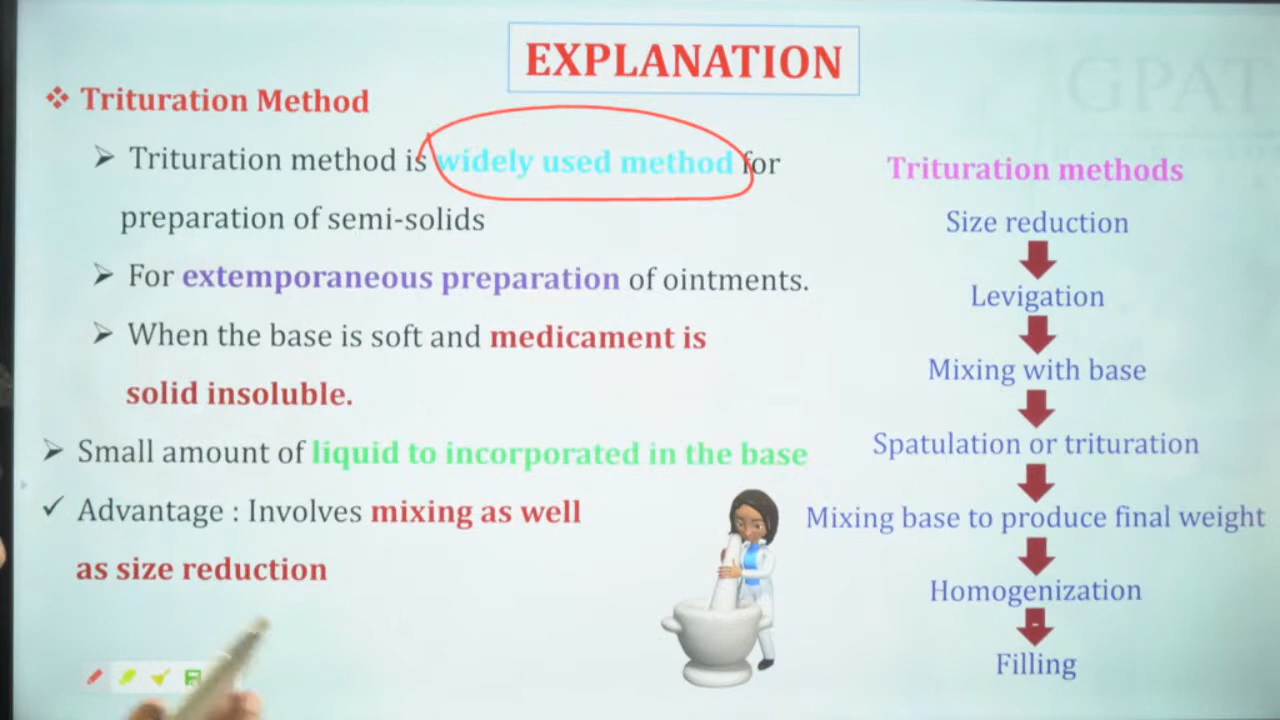 EXPLANATION
GPAT
❖ Trituration Method
➢ Trituration method is widely used method for
preparation of semi-solids
➢ For extemporaneous preparation of ointments.
➢ When the base is soft and medicament is
solid insoluble.
➢ Small amount of liquid to incorporated in the base
✓ Advantage : Involves mixing as well
as size reduction
Trituration methods
Size reduction
Levigation
Mixing with base
Spatulation or trituration
Mixing base to produce final weight
Homogenization
Filling